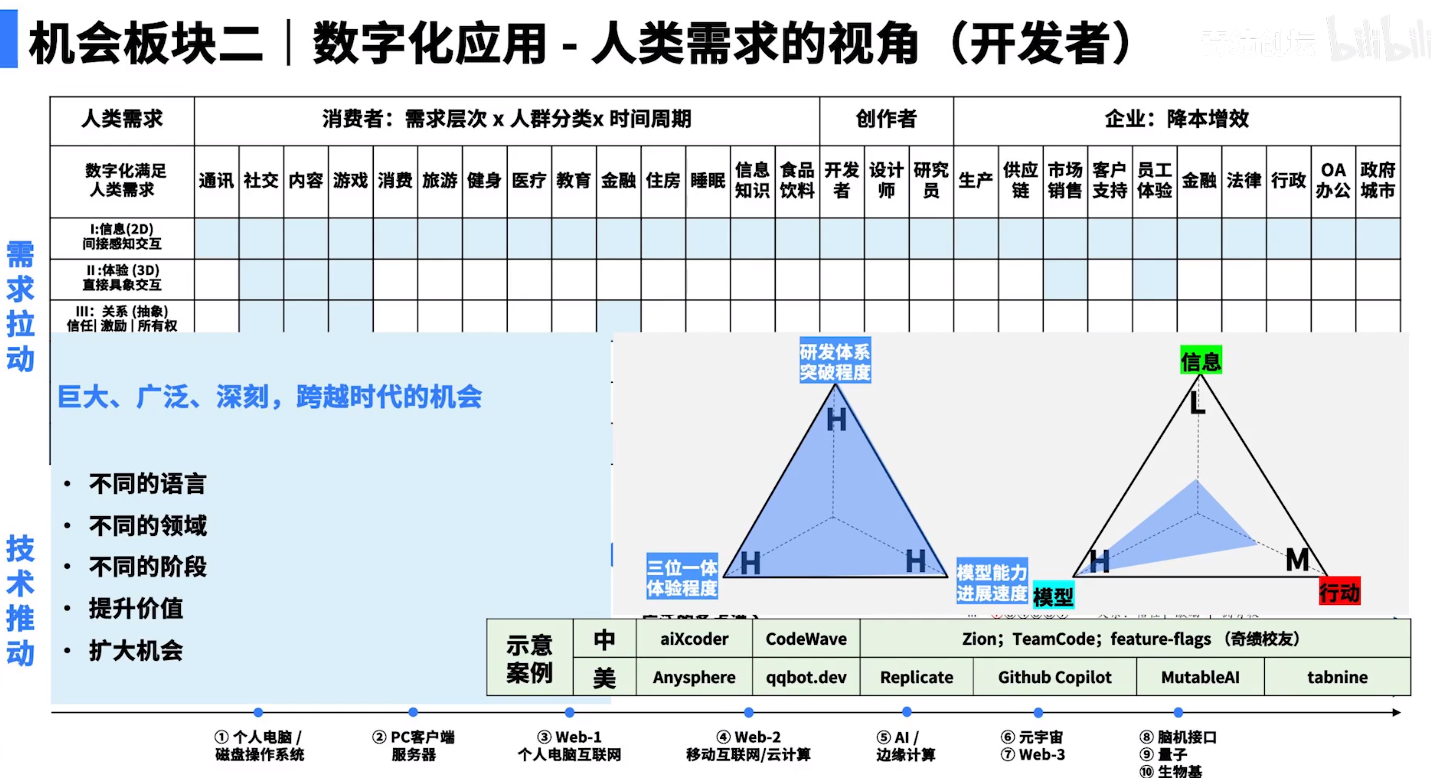 机会板块二｜数字化应用 - 人类需求的视角（开发者）
bilibili
人类需求
消费者：需求层次 x 人群分类x 时间周期
创作者
企业：降本增效
数字化满足
人类需求
通讯
社交
内容
游戏
消费
旅游
健身
医疗
教育
金融
住房
睡眠
信息
知识
食品
饮料
开发
者
设计
师
研究
员
生产
供应
链
市场
销售
客户
支持
员工
体验
金融
法律
行政
OA
办公
政府
城市
需求拉动
I:信息(2D)
间接感知交互
II :体验 (3D)
直接具象交互
III：关系 (抽象)
信任| 激励 | 所有权
巨大、广泛、深刻，跨越时代的机会
• 不同的语言
• 不同的领域
• 不同的阶段
• 提升价值
• 扩大机会
技术推动
研发体系
突破程度
H
H
H
三位一体
体验程度
模型能力
进展速度
信息
L
H
M
模型
行动
示意
案例
中
aiXcoder
CodeWave
Zion；TeamCode；feature-flags （奇绩校友）
美
Anysphere
qqbot.dev
Replicate
Github Copilot
MutableAI
tabnine
① 个人电脑 /
磁盘操作系统
② PC客户端
服务器
③ Web-1
个人电脑互联网
④ Web-2
移动互联网/云计算
⑤ AI /
边缘计算
⑥ 元宇宙
⑦ Web-3
⑧ 脑机接口
⑨ 量子
⑩ 生物基